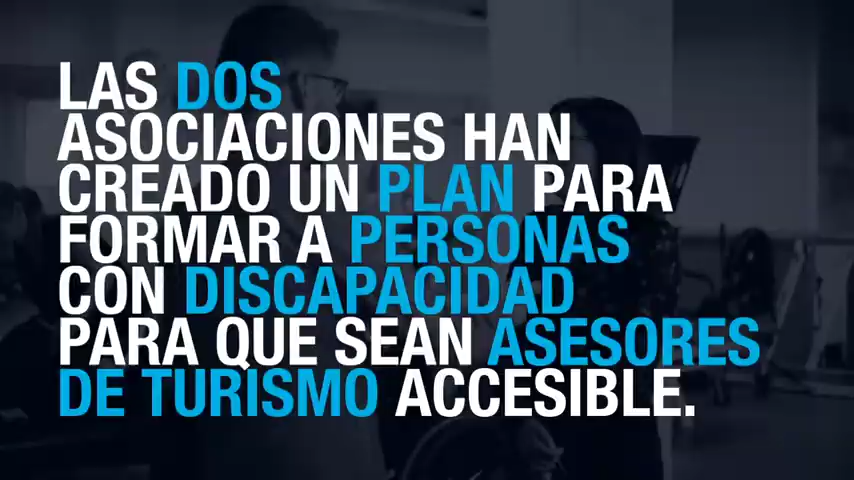 LAS DOS
ASOCIACIONES HAN
CREADO UN PLAN PARA
FORMAR A PERSONAS
CON DISCAPACIDAD
PARA QUE SEAN ASESORES
DE TURISMO ACCESIBLE.